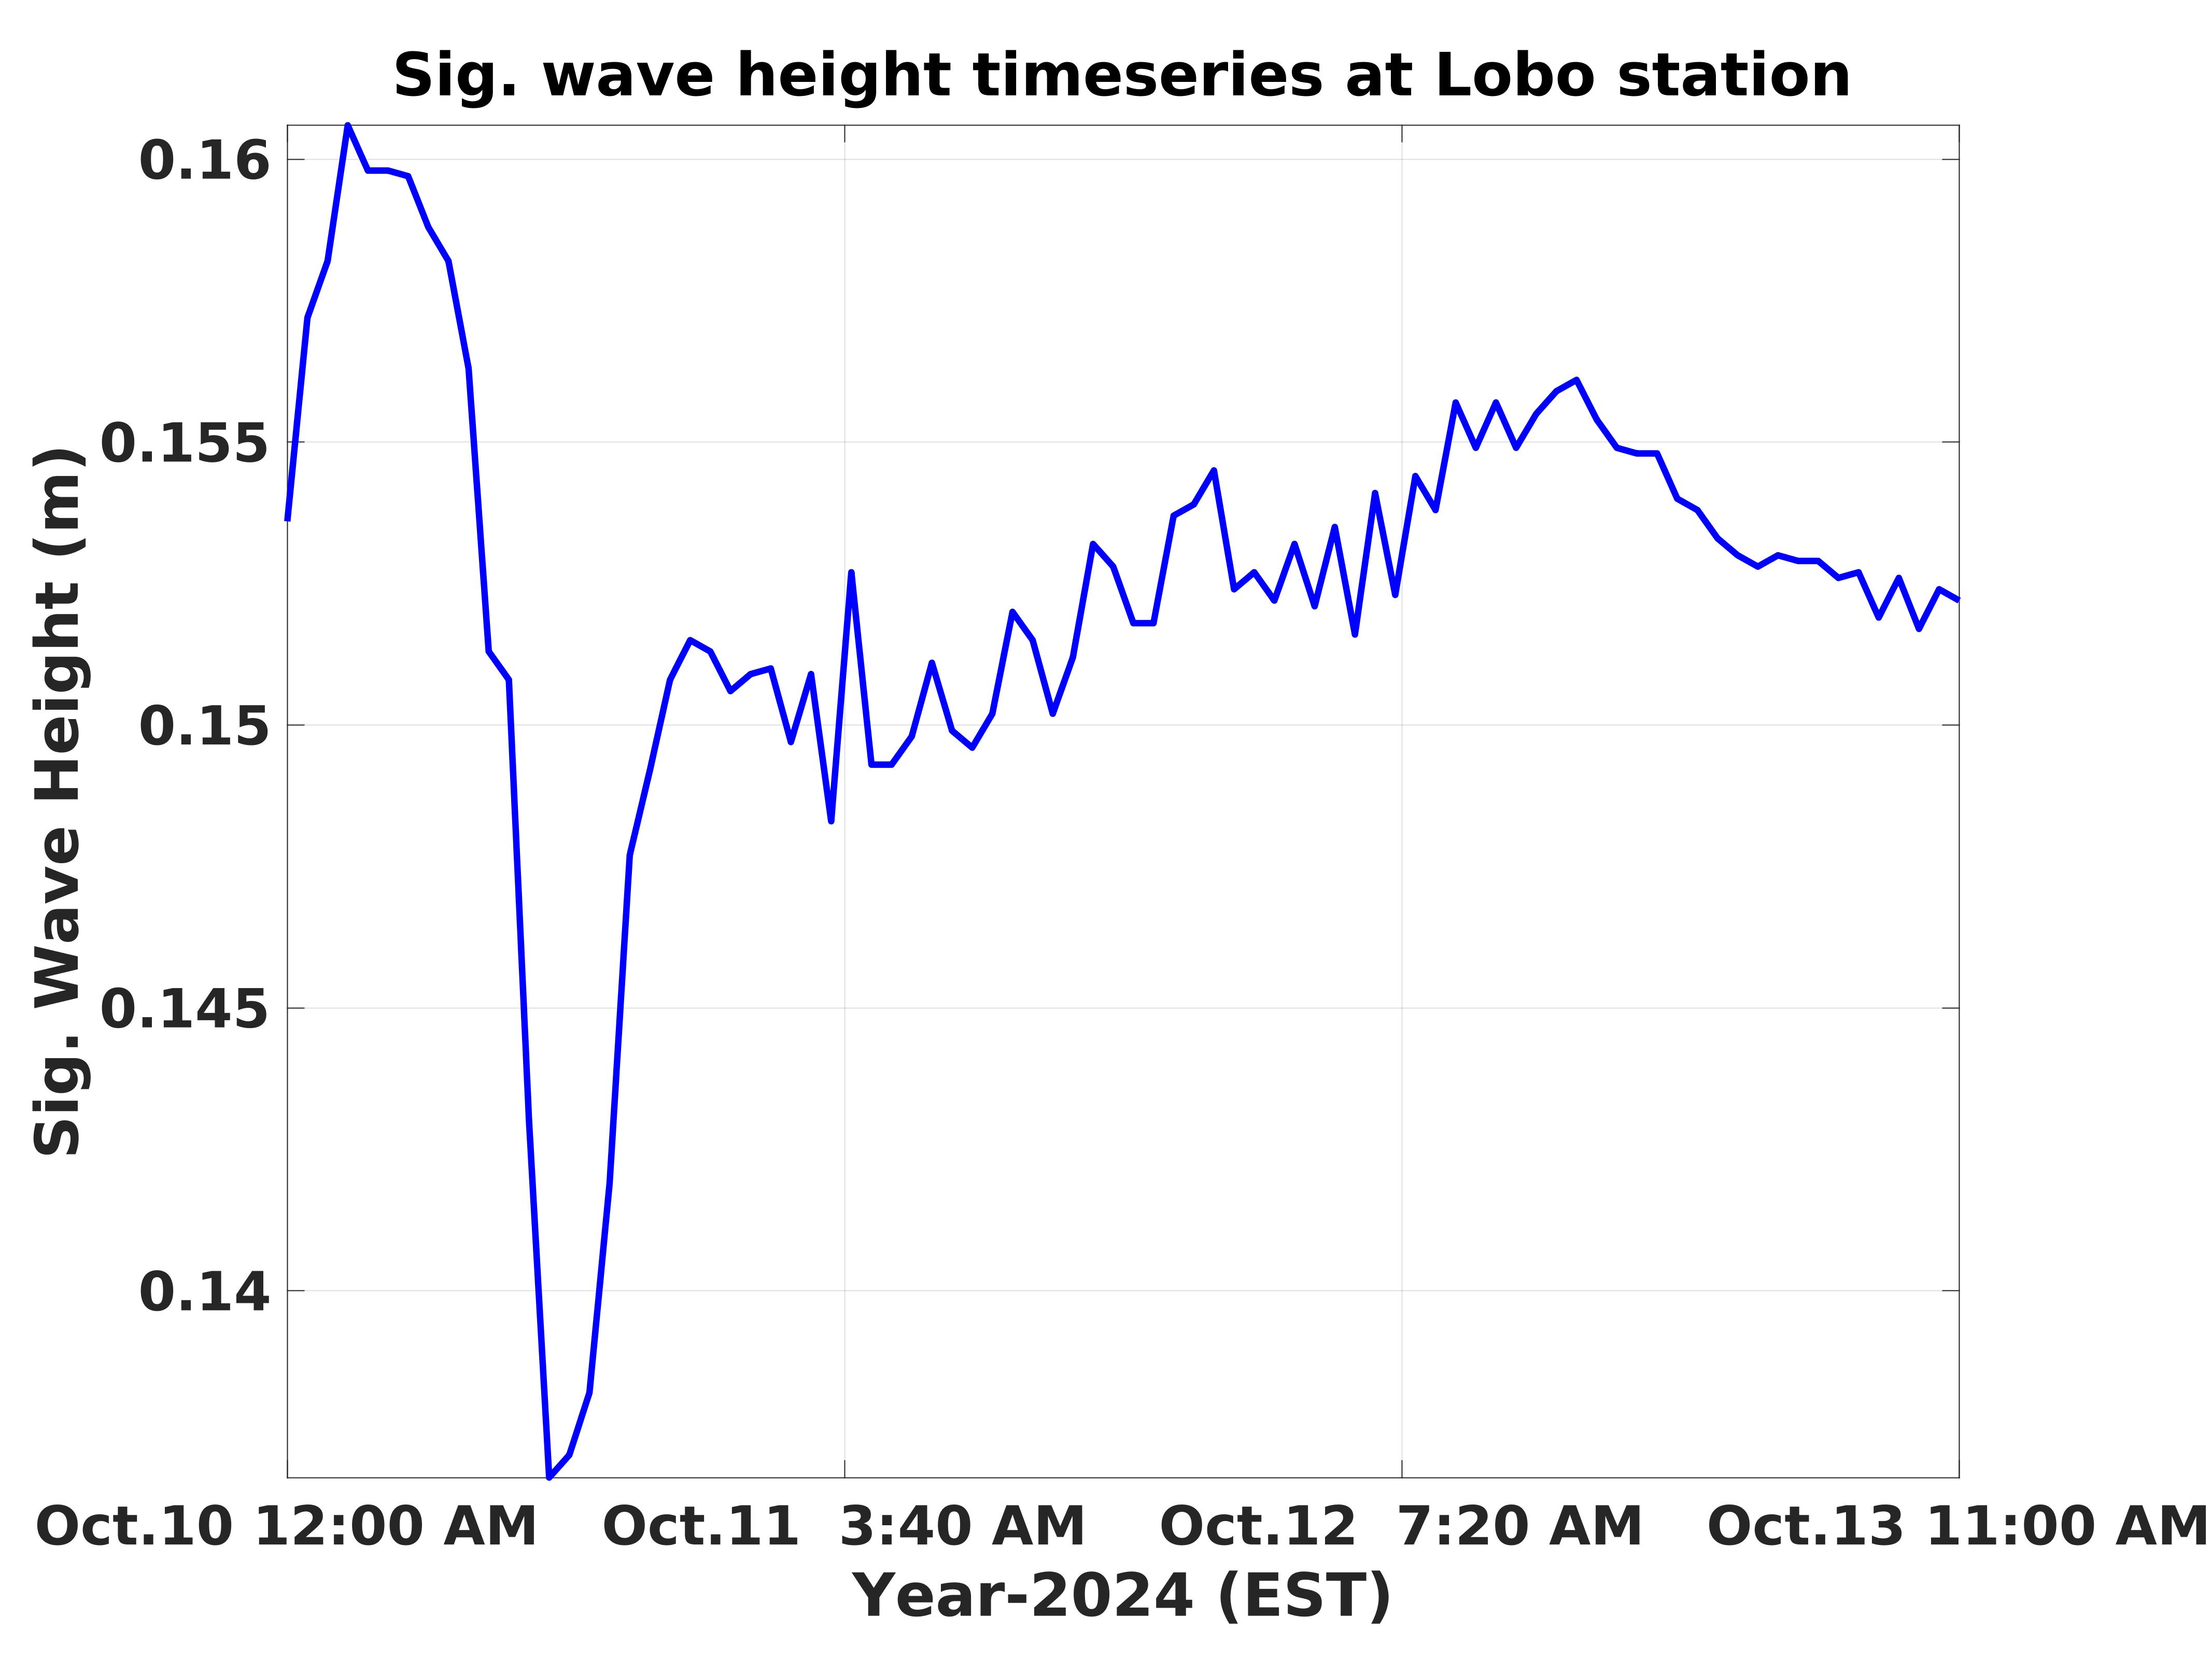 Sig. wave height timeseries at Lobo station
0.16
0.155
0.15
0.145
0.14
Sig. Wave Height (m)
Oct.10 12:00 AM Oct.11  3:40 AM Oct.12  7:20 AM Oct.13 11:00 AM
Year-2024 (EST)